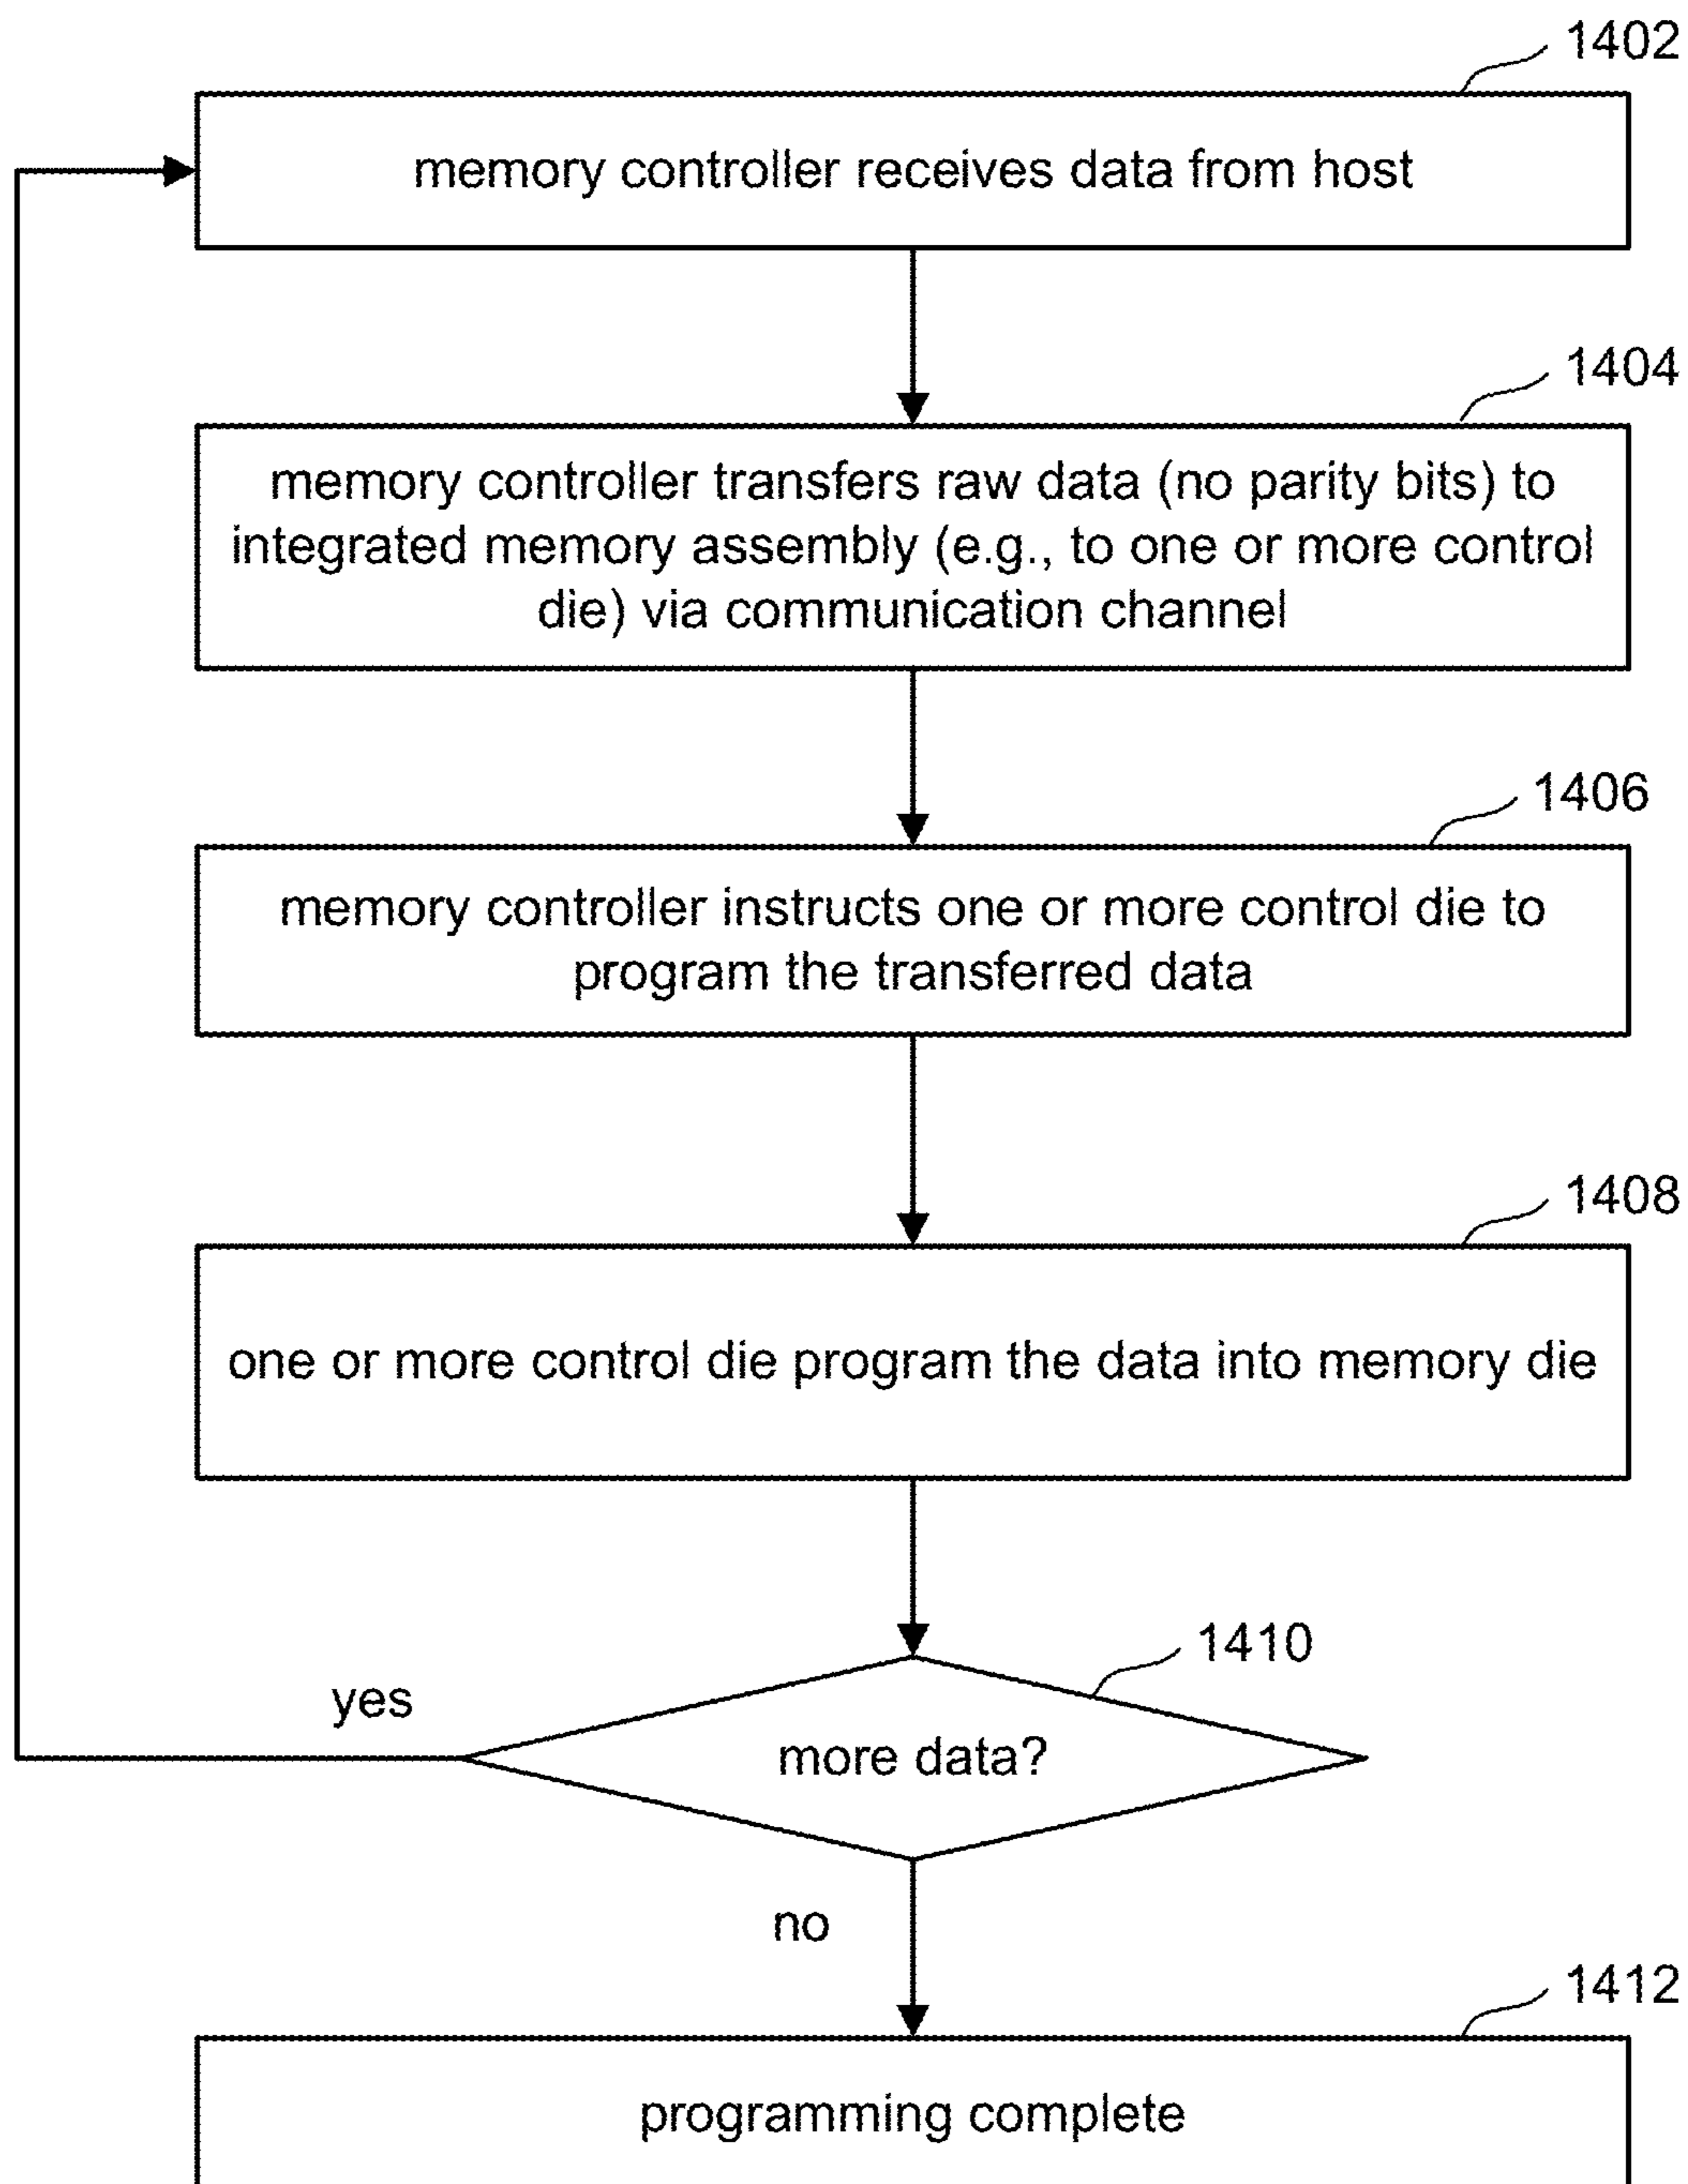 1402
memory controller receives data from host
1404
memory controller transfers raw data (no parity bits) to
integrated memory assembly (e.g., to one or more control
die) via communication channel
1406
memory controller instructs one or more control die to
program the transferred data
1408
one or more control die program the data into memory die
1410
yes
more data?
no
1412
programming complete